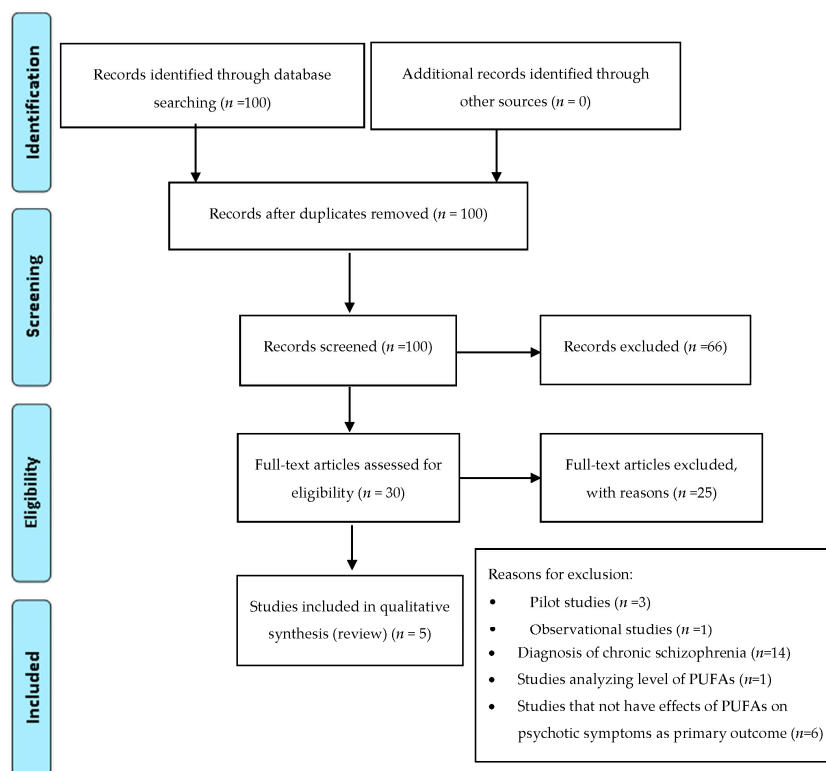 Identification
Records identified through database
searching (n =100)
Additional records identified through
other sources (n = 0)
Records after duplicates removed (n = 100)
Screening
Records screened (n =100)
Records excluded (n =66)
Eligibility
Full-text articles assessed for
eligibility (n = 30)
Full-text articles excluded,
with reasons (n =25)
Included
Studies included in qualitative
synthesis (review) (n = 5)
Reasons for exclusion:
• Pilot studies (n =3)
• Observational studies (n =1)
• Diagnosis of chronic schizophrenia (n=14)
• Studies analyzing level of PUFAs (n=1)
• Studies that not have effects of PUFAs on
psychotic symptoms as primary outcome (n=6)